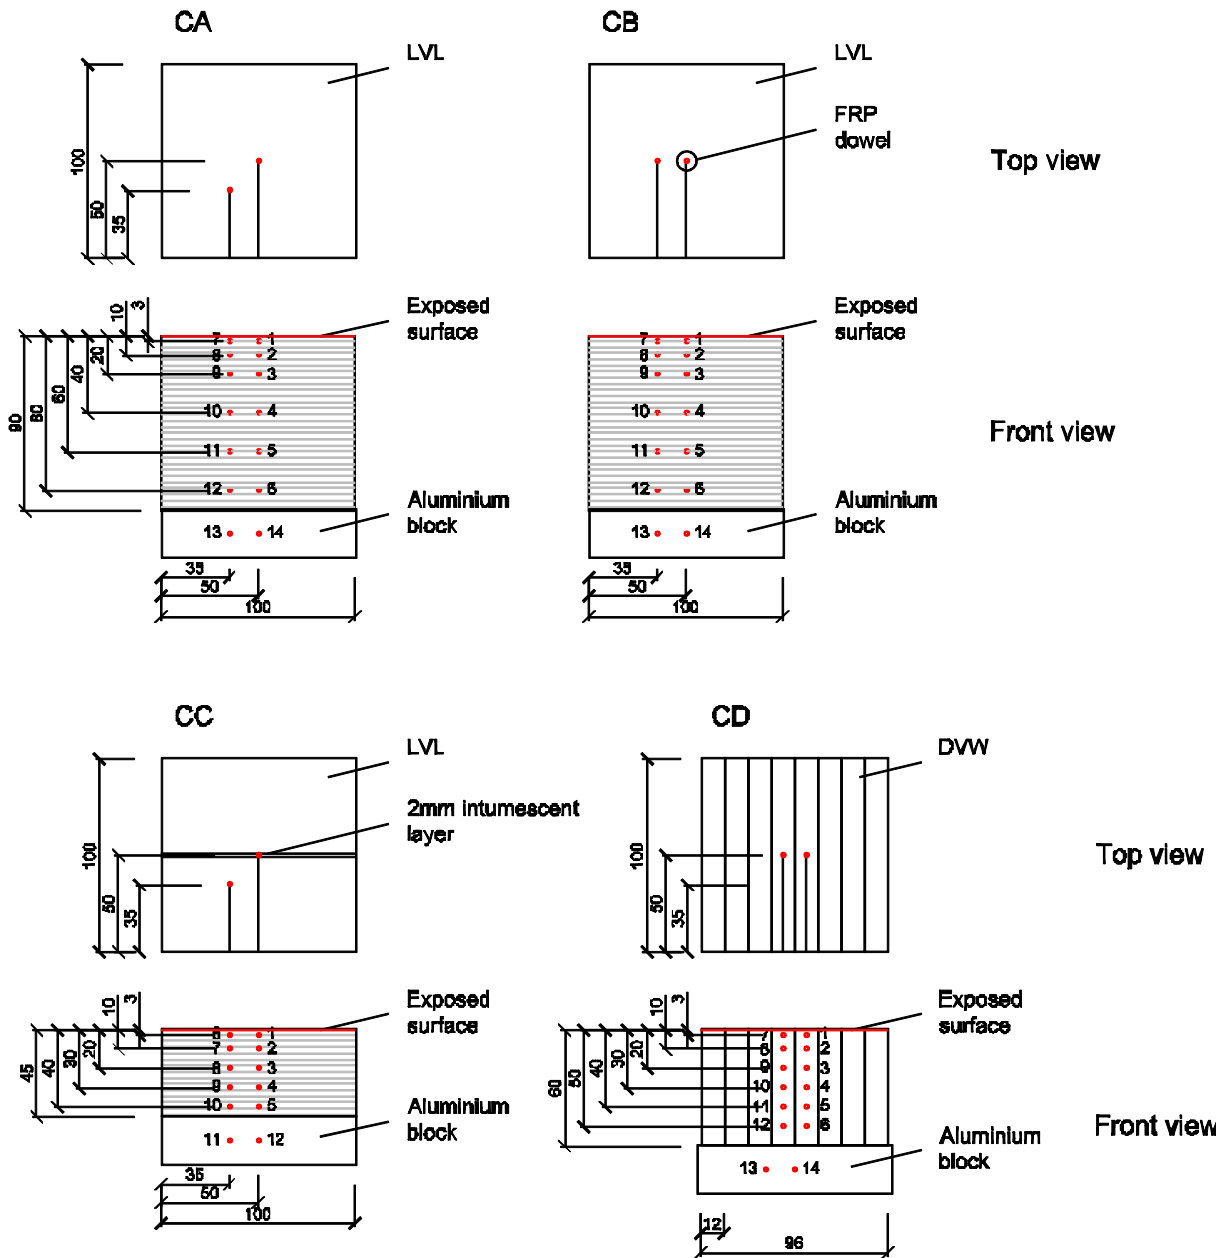 CA
CB
LVL
LVL
FRP
dowel
Top view
100
50
35
Exposed
surface
Exposed
surface
3
10
20
40
60
80
90
7 1
8 2
9 3
10 4
11 5
12 6
13 14
7 1
8 2
9 3
10 4
11 5
12 6
13 14
Front view
Aluminium
block
Aluminium
block
35
50
100
35
50
100
CC
CD
LVL
DVW
2mm intumescent
layer
Top view
100
50
35
100
50
35
Exposed
surface
Exposed
surface
3
10
20
30
40
45
6 1
7 2
8 3
9 4
10 5
11 12
3
10
20
30
40
50
60
7 1
8 2
9 3
10 4
11 5
12 6
13 14
Aluminium
block
Aluminium
block
Front view
35
50
100
12
96